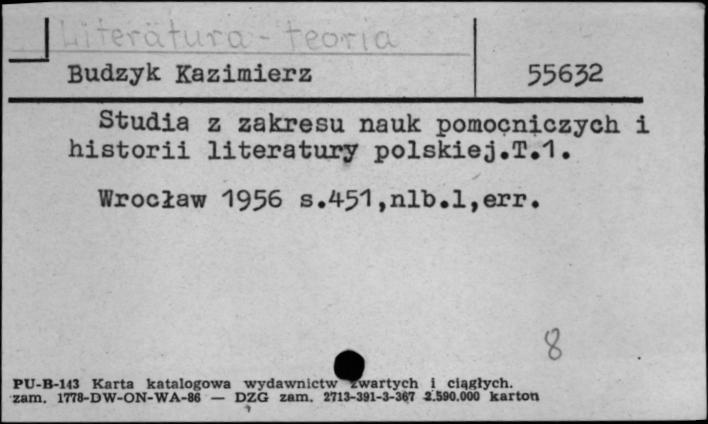 Literatura - teoria
Budzyk Kazimierz 55632
Studia z zakresu nauk pomocniczych i
historii literatury polskiej.T.1.
Wrocław 1956 s.451,nlb.1,err.
8
PU-B-143 Karta katalogowa wydawnictw zwartych i ciągłych.
zam. 1778-DW-ON-WA-86 — DZG zam. 2713-391-3-367 2.590.000 karton